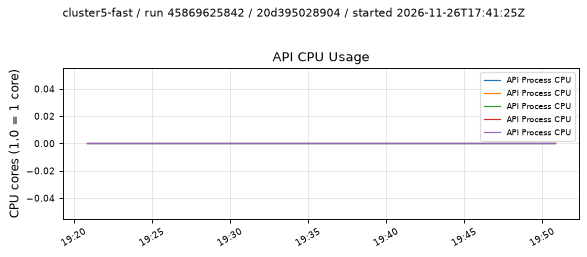 cluster5-fast / run 45869625842 / 20d395028904 / started 2026-11-26T17:41:25Z
API CPU Usage
CPU cores (1.0 = 1 core)
0.04
0.02
0.00
−0.02
−0.04
API Process CPU
API Process CPU
API Process CPU
API Process CPU
API Process CPU
19:20
19:25
19:30
19:35
19:40
19:45
19:50